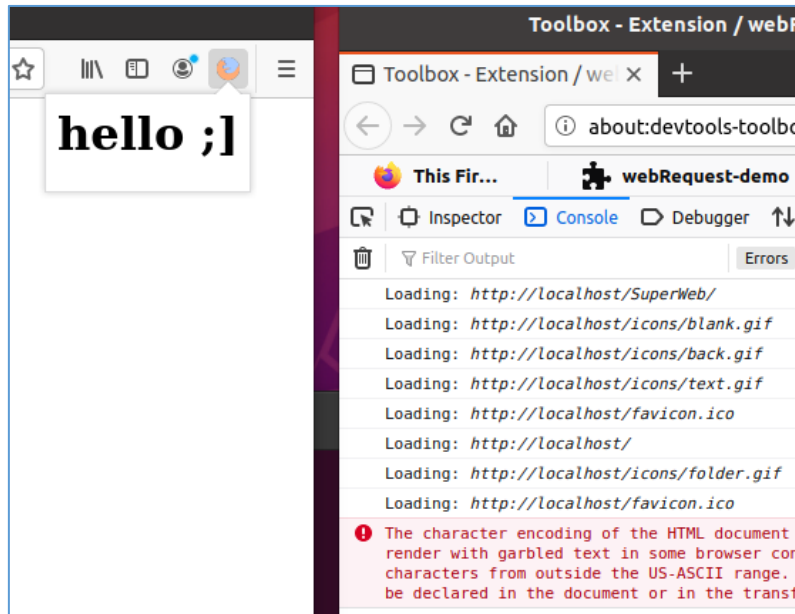 hello ;]
Toolbox - Extension / webR
Toolbox - Extension / we
about:devtools-toolbo
This Fir... webRequest-demo
Inspector Console Debugger
Filter Output Errors
Loading: http://localhost/SuperWeb/
Loading: http://localhost/icons/blank.gif
Loading: http://localhost/icons/back.gif
Loading: http://localhost/icons/text.gif
Loading: http://localhost/favicon.ico
Loading: http://localhost/
Loading: http://localhost/icons/folder.gif
Loading: http://localhost/favicon.ico
The character encoding of the HTML document
render with garbled text in some browser con
characters from outside the US-ASCII range.
be declared in the document or in the transf